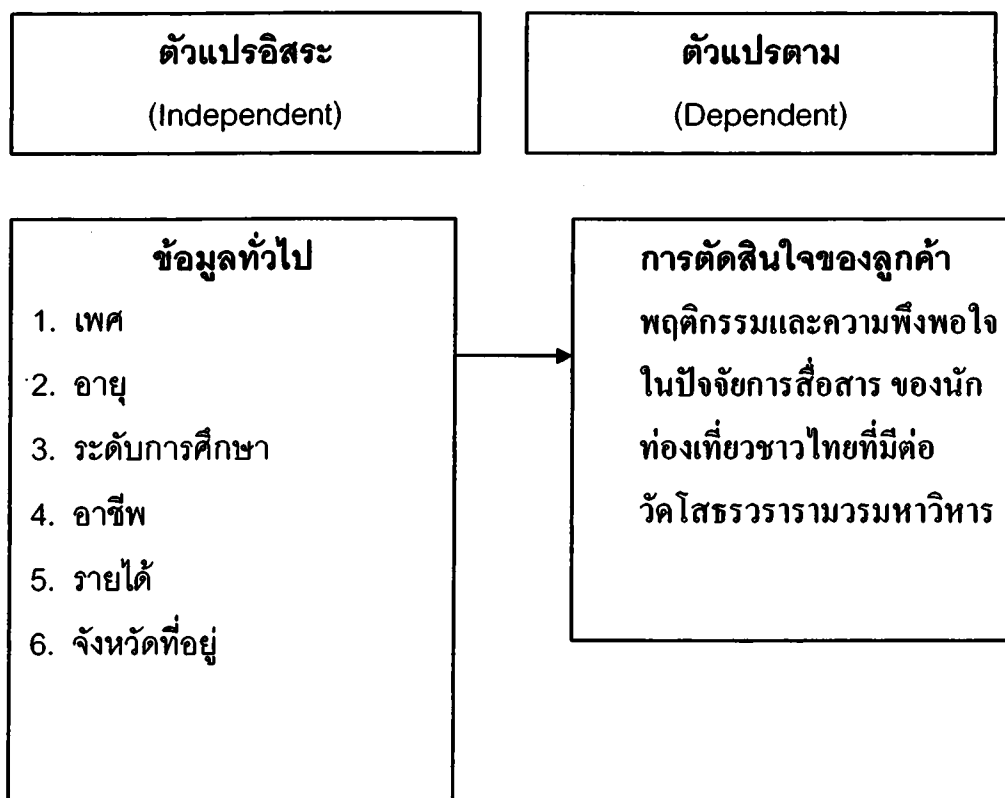 ตัวแปรอิสระ
(Independent)
ตัวแปรตาม
(Dependent)
ข้อมูลทั่วไป
1. เพศ
2. อายุ
3. ระดับการศึกษา
4. อาชีพ
5. รายได้
6. จังหวัดที่อยู่
การตัดสินใจของลูกค้า
พฤติกรรมและความพึงพอใจ
ในปัจจัยการสื่อสาร ของนัก
ท่องเที่ยวชาวไทยที่มีต่อ
วัดโสธรวรารามวรมหาวิหาร